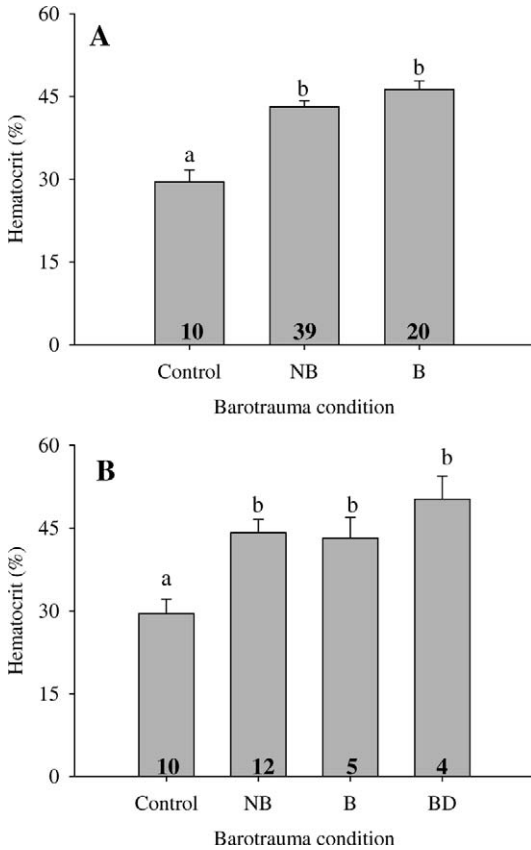 A
Hematocrit (%)
60
45
30
15
0
a
b
b
10
39
20
Control NB B
Barotrauma condition
B
Hematocrit (%)
60
45
30
15
0
a
b
b
b
10
12
5
4
Control NB B BD
Barotrauma condition